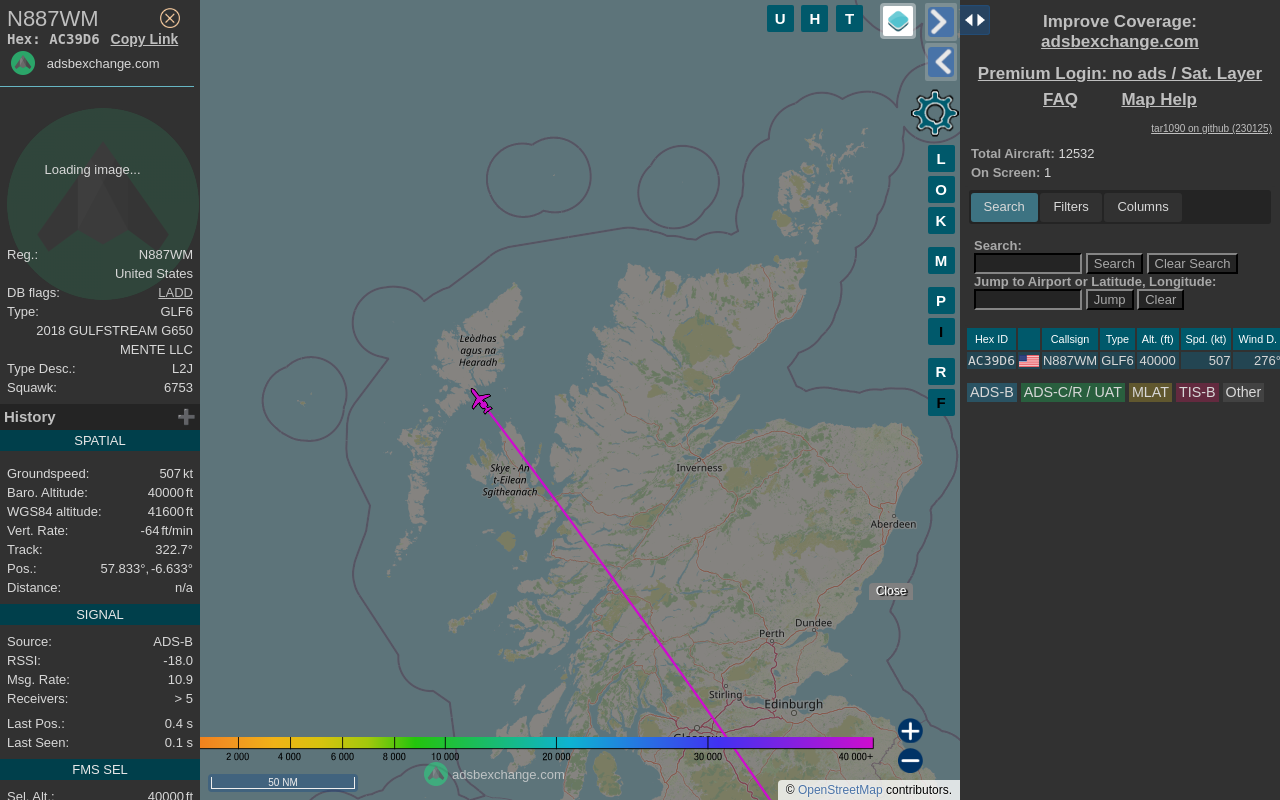 N887WM
Hex: AC39D6 Copy Link
adsbexchange.com
Loading image...
Reg.: N887WM
United States
DB flags: LADD
Type: GLF6
2018 GULFSTREAM G650
MENTE LLC
Type Desc.: L2J
Squawk: 6753
History
SPATIAL
Groundspeed: 507 kt
Baro. Altitude: 40000 ft
WGS84 altitude: 41600 ft
Vert. Rate: -64 ft/min
Track: 322.7°
Pos.: 57.833°, -6.633°
Distance: n/a
SIGNAL
Source: ADS-B
RSSI: -18.0
Msg. Rate: 10.9
Receivers: > 5
Last Pos.: 0.4 s
Last Seen: 0.1 s
FMS SEL
Sel. Alt.: 40000 ft
U H T
L
O
K
M
P
I
R
F
Leòdhas
agus na
Hearadh
Skye - An
t-Eilean
Sgitheanach
Inverness
Aberdeen
Close
Dundee
Perth
Stirling
Edinburgh
Glasgow
2 000 4 000 6 000 8 000 10 000 20 000 30 000 40 000+
50 NM
adsbexchange.com
© OpenStreetMap contributors.
Improve Coverage:
adsbexchange.com
Premium Login: no ads / Sat. Layer
FAQ Map Help
tar1090 on github (230125)
Total Aircraft: 12532
On Screen: 1
Search Filters Columns
Search:
Search Clear Search
Jump to Airport or Latitude, Longitude:
Jump Clear
Hex ID Callsign Type Alt. (ft) Spd. (kt) Wind D.
AC39D6 N887WM GLF6 40000 507 276°
ADS-B ADS-C/R / UAT MLAT TIS-B Other